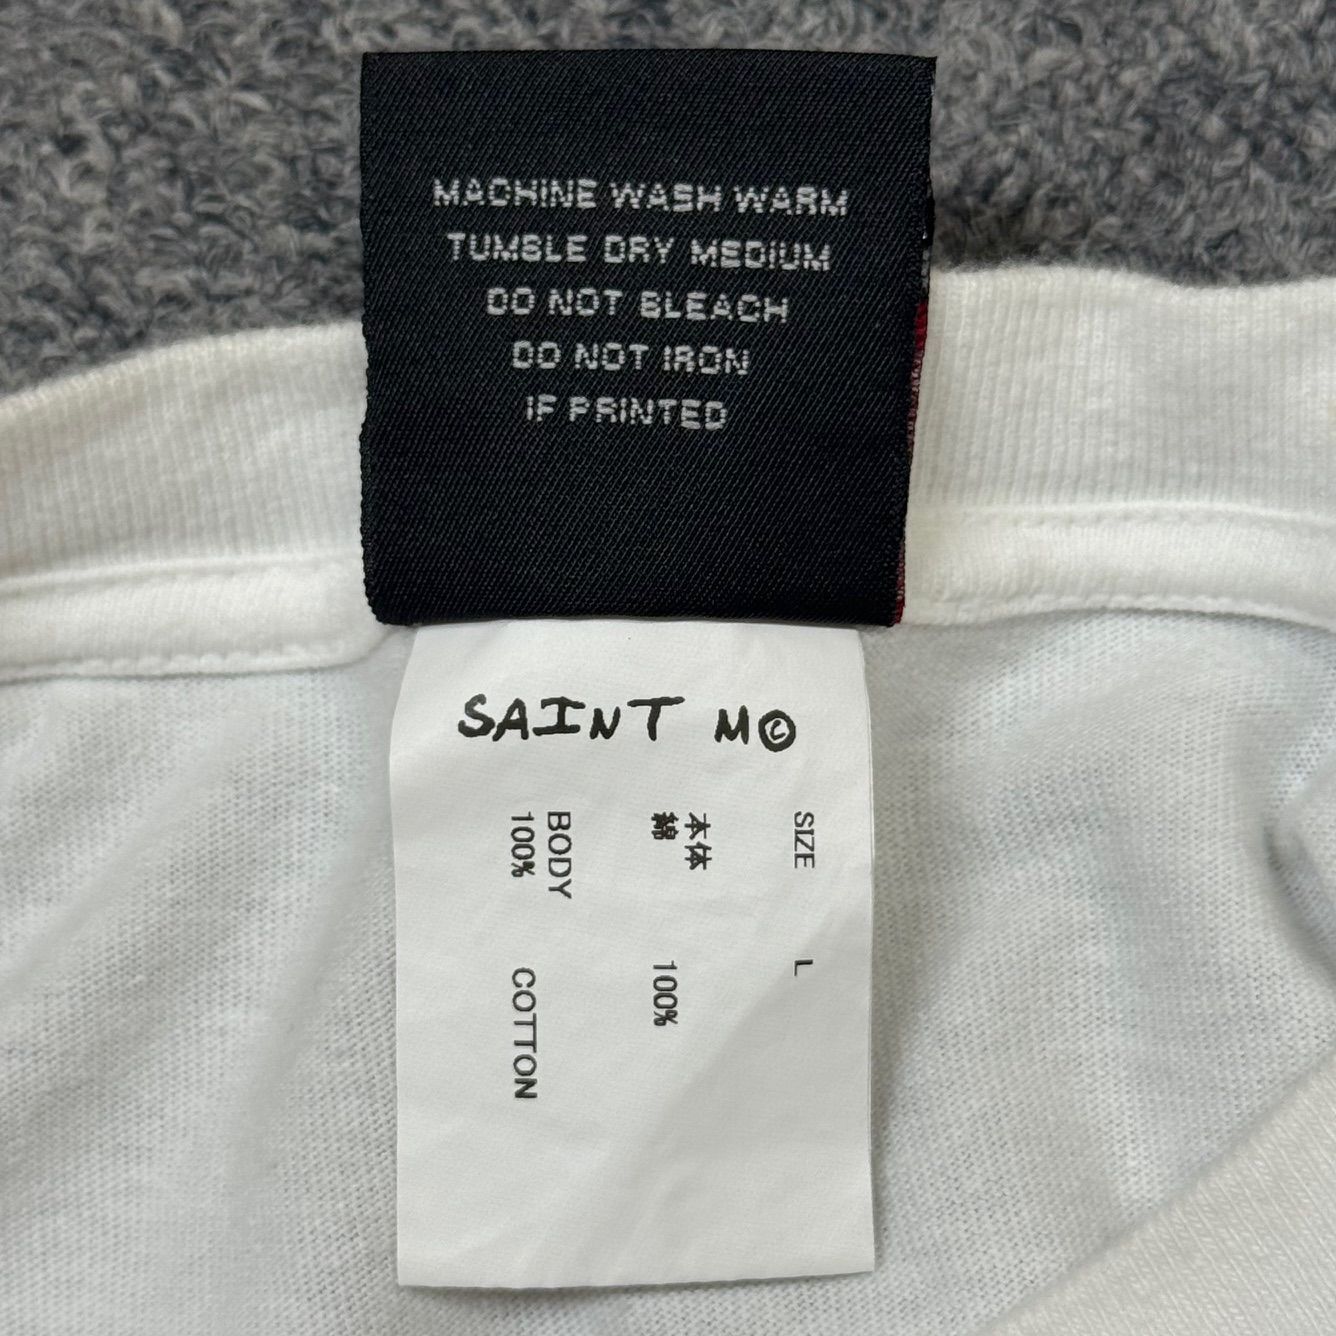 MACHINE WASH WARM
TUMBLE DRY MEDIUM
DO NOT BLEACH
DO NOT IRON
IF PRINTED
SAINT M©
SIZE L
本体
綿 100%
BODY
100% COTTON